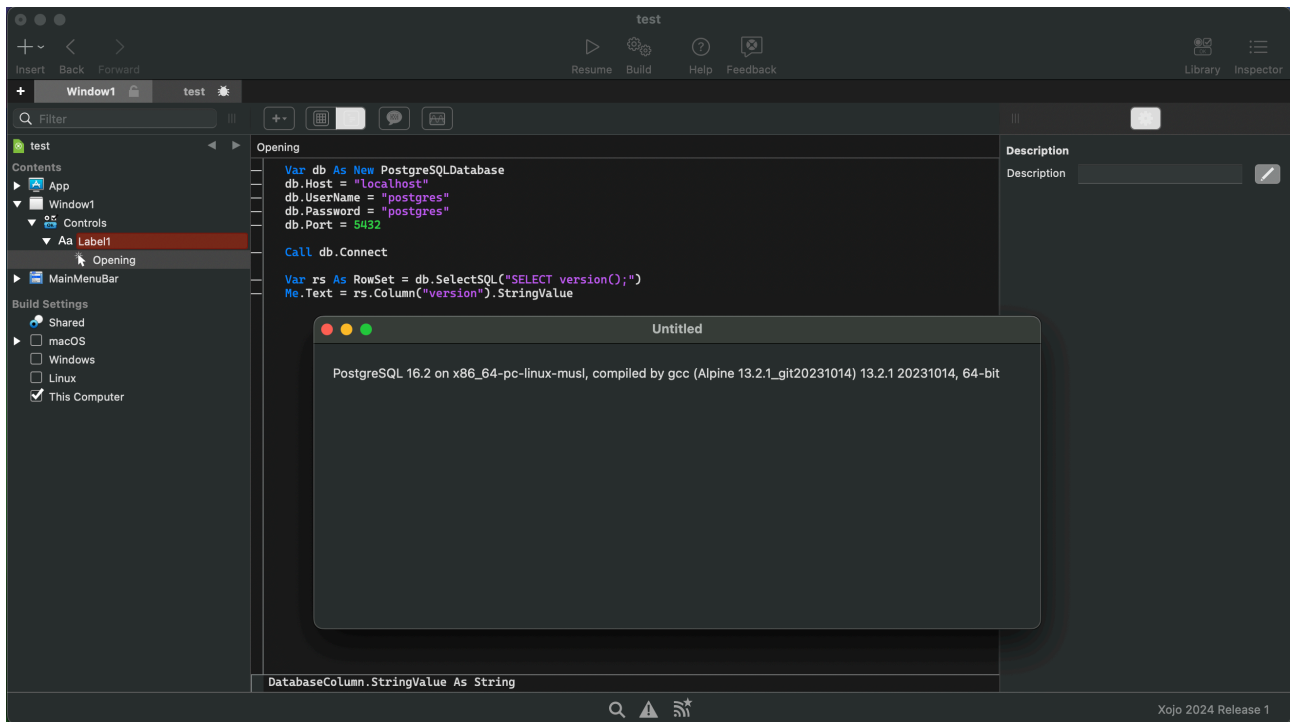 test
Insert Back Forward
Resume Build Help Feedback
Library Inspector
+ Window1 test
Filter
test
Contents
App
Window1
Controls
Aa Label1
Opening
MainMenuBar
Build Settings
Shared
macOS
Windows
Linux
This Computer
Opening
Var db As New PostgreSQLDatabase
db.Host = "localhost"
db.UserName = "postgres"
db.Password = "postgres"
db.Port = 5432
Call db.Connect
Var rs As RowSet = db.SelectSQL("SELECT version();")
Me.Text = rs.Column("version").StringValue
Untitled
PostgreSQL 16.2 on x86_64-pc-linux-musl, compiled by gcc (Alpine 13.2.1_git20231014) 13.2.1 20231014, 64-bit
DatabaseColumn.StringValue As String
Description
Description
Xojo 2024 Release 1